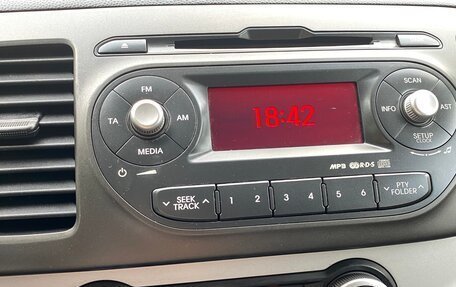 SCAN
FM
INFO
AST
TA
AM
18:42
SETUP
CLOCK
MEDIA
MP3 R·D·S
SEEK
TRACK
1 2 3 4 5 6
PTY
FOLDER